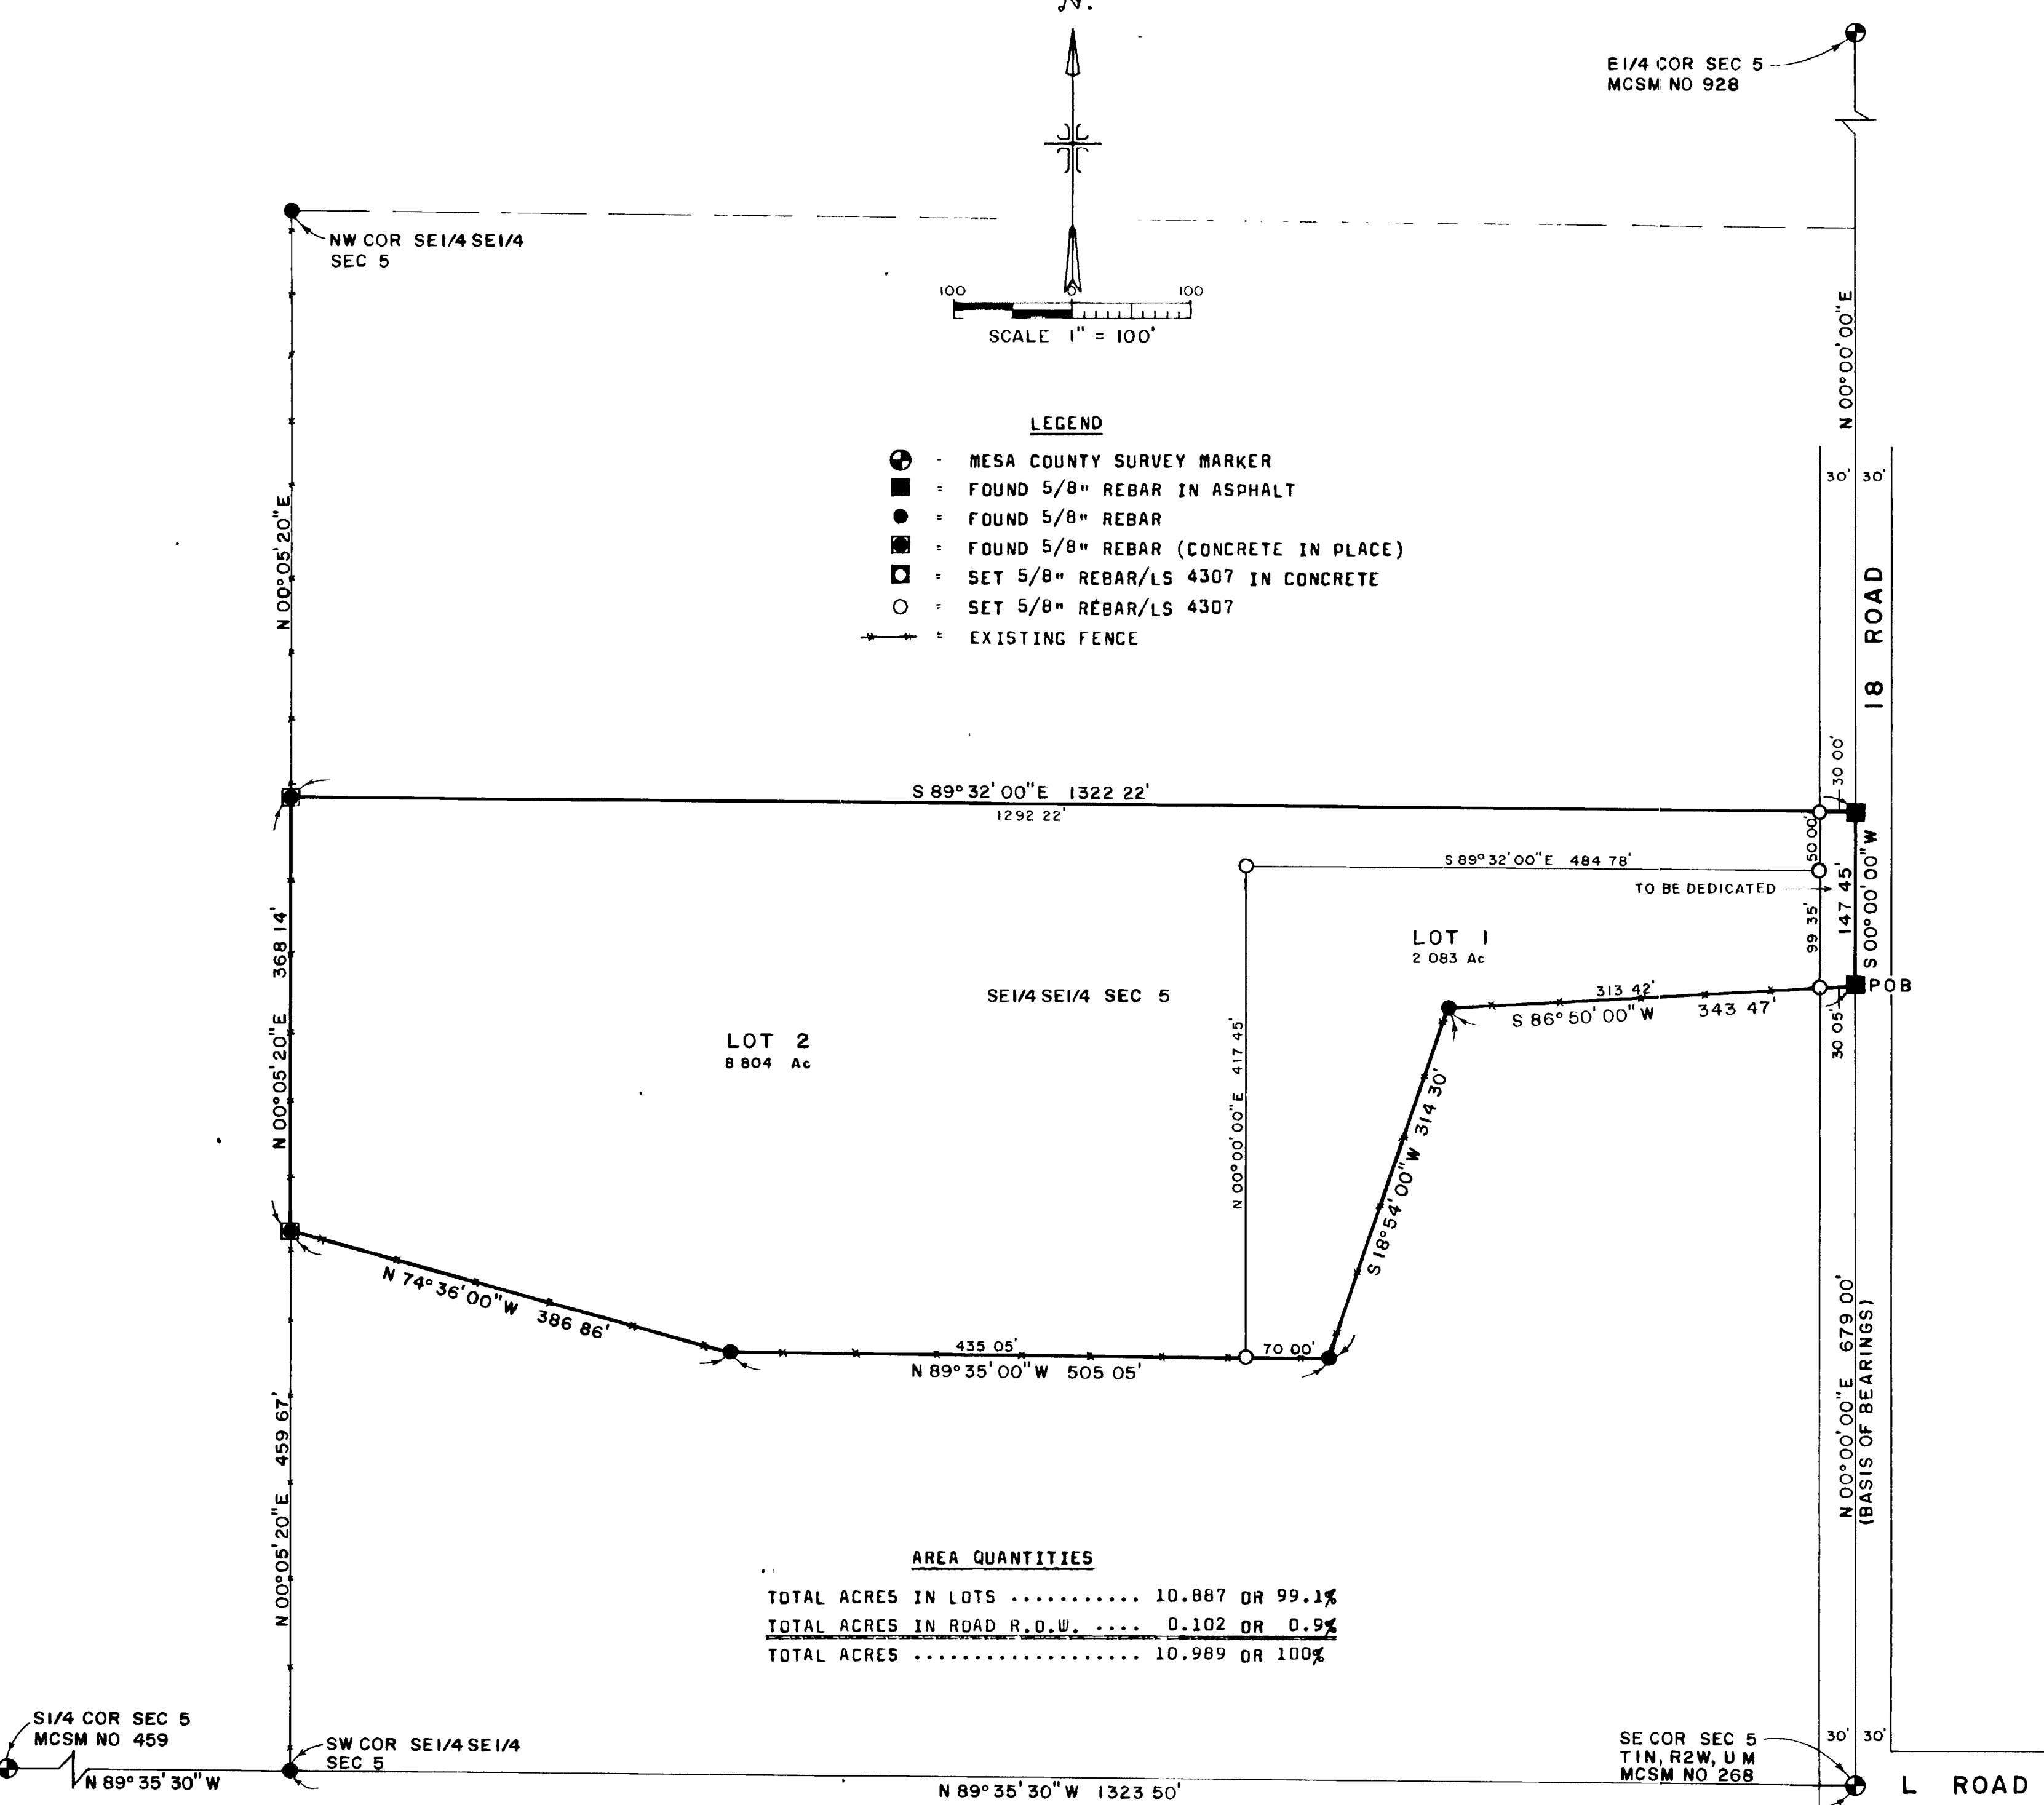 N.
E1/4 COR SEC 5
MCSM NO 928
NW COR SE1/4 SE1/4
SEC 5
100 0 100
SCALE 1" = 100'
N 00°00'00"E
LEGEND
- MESA COUNTY SURVEY MARKER
= FOUND 5/8" REBAR IN ASPHALT
= FOUND 5/8" REBAR
= FOUND 5/8" REBAR (CONCRETE IN PLACE)
= SET 5/8" REBAR/LS 4307 IN CONCRETE
= SET 5/8" REBAR/LS 4307
= EXISTING FENCE
30' 30'
N 00°05'20"E
18 ROAD
S 89°32'00"E 1322 22'
1292 22'
30 00'
50 00'
S 89°32'00"E 484 78'
TO BE DEDICATED
99 35'
147 45'
S 00°00'00"W
LOT 1
2 083 Ac
POB
313 42'
S 86°50'00"W 343 47'
30 05'
SE1/4 SE1/4 SEC 5
LOT 2
8 804 Ac
N 00°05'20"E 368 14'
N 00°00'00"E 417 45'
S 18°54'00"W 314 30'
N 74°36'00"W 386 86'
435 05'
70 00'
N 89°35'00"W 505 05'
N 00°05'20"E 459 67'
N 00°00'00"E 679 00'
(BASIS OF BEARINGS)
AREA QUANTITIES
TOTAL ACRES IN LOTS ........... 10.887 OR 99.1%
TOTAL ACRES IN ROAD R.O.W. .... 0.102 OR 0.9%
TOTAL ACRES ................... 10.989 OR 100%
S1/4 COR SEC 5
MCSM NO 459
SW COR SE1/4 SE1/4
SEC 5
SE COR SEC 5
T1N, R2W, U M
MCSM NO 268
30' 30'
N 89°35'30"W
N 89°35'30"W 1323 50'
L ROAD